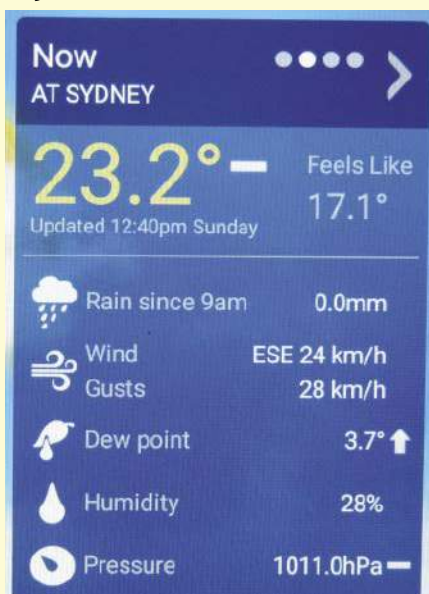 Now
AT SYDNEY
23.2°
Feels Like
17.1°
Updated 12:40pm Sunday
Rain since 9am 0.0mm
Wind ESE 24 km/h
Gusts 28 km/h
Dew point 3.7°
Humidity 28%
Pressure 1011.0hPa